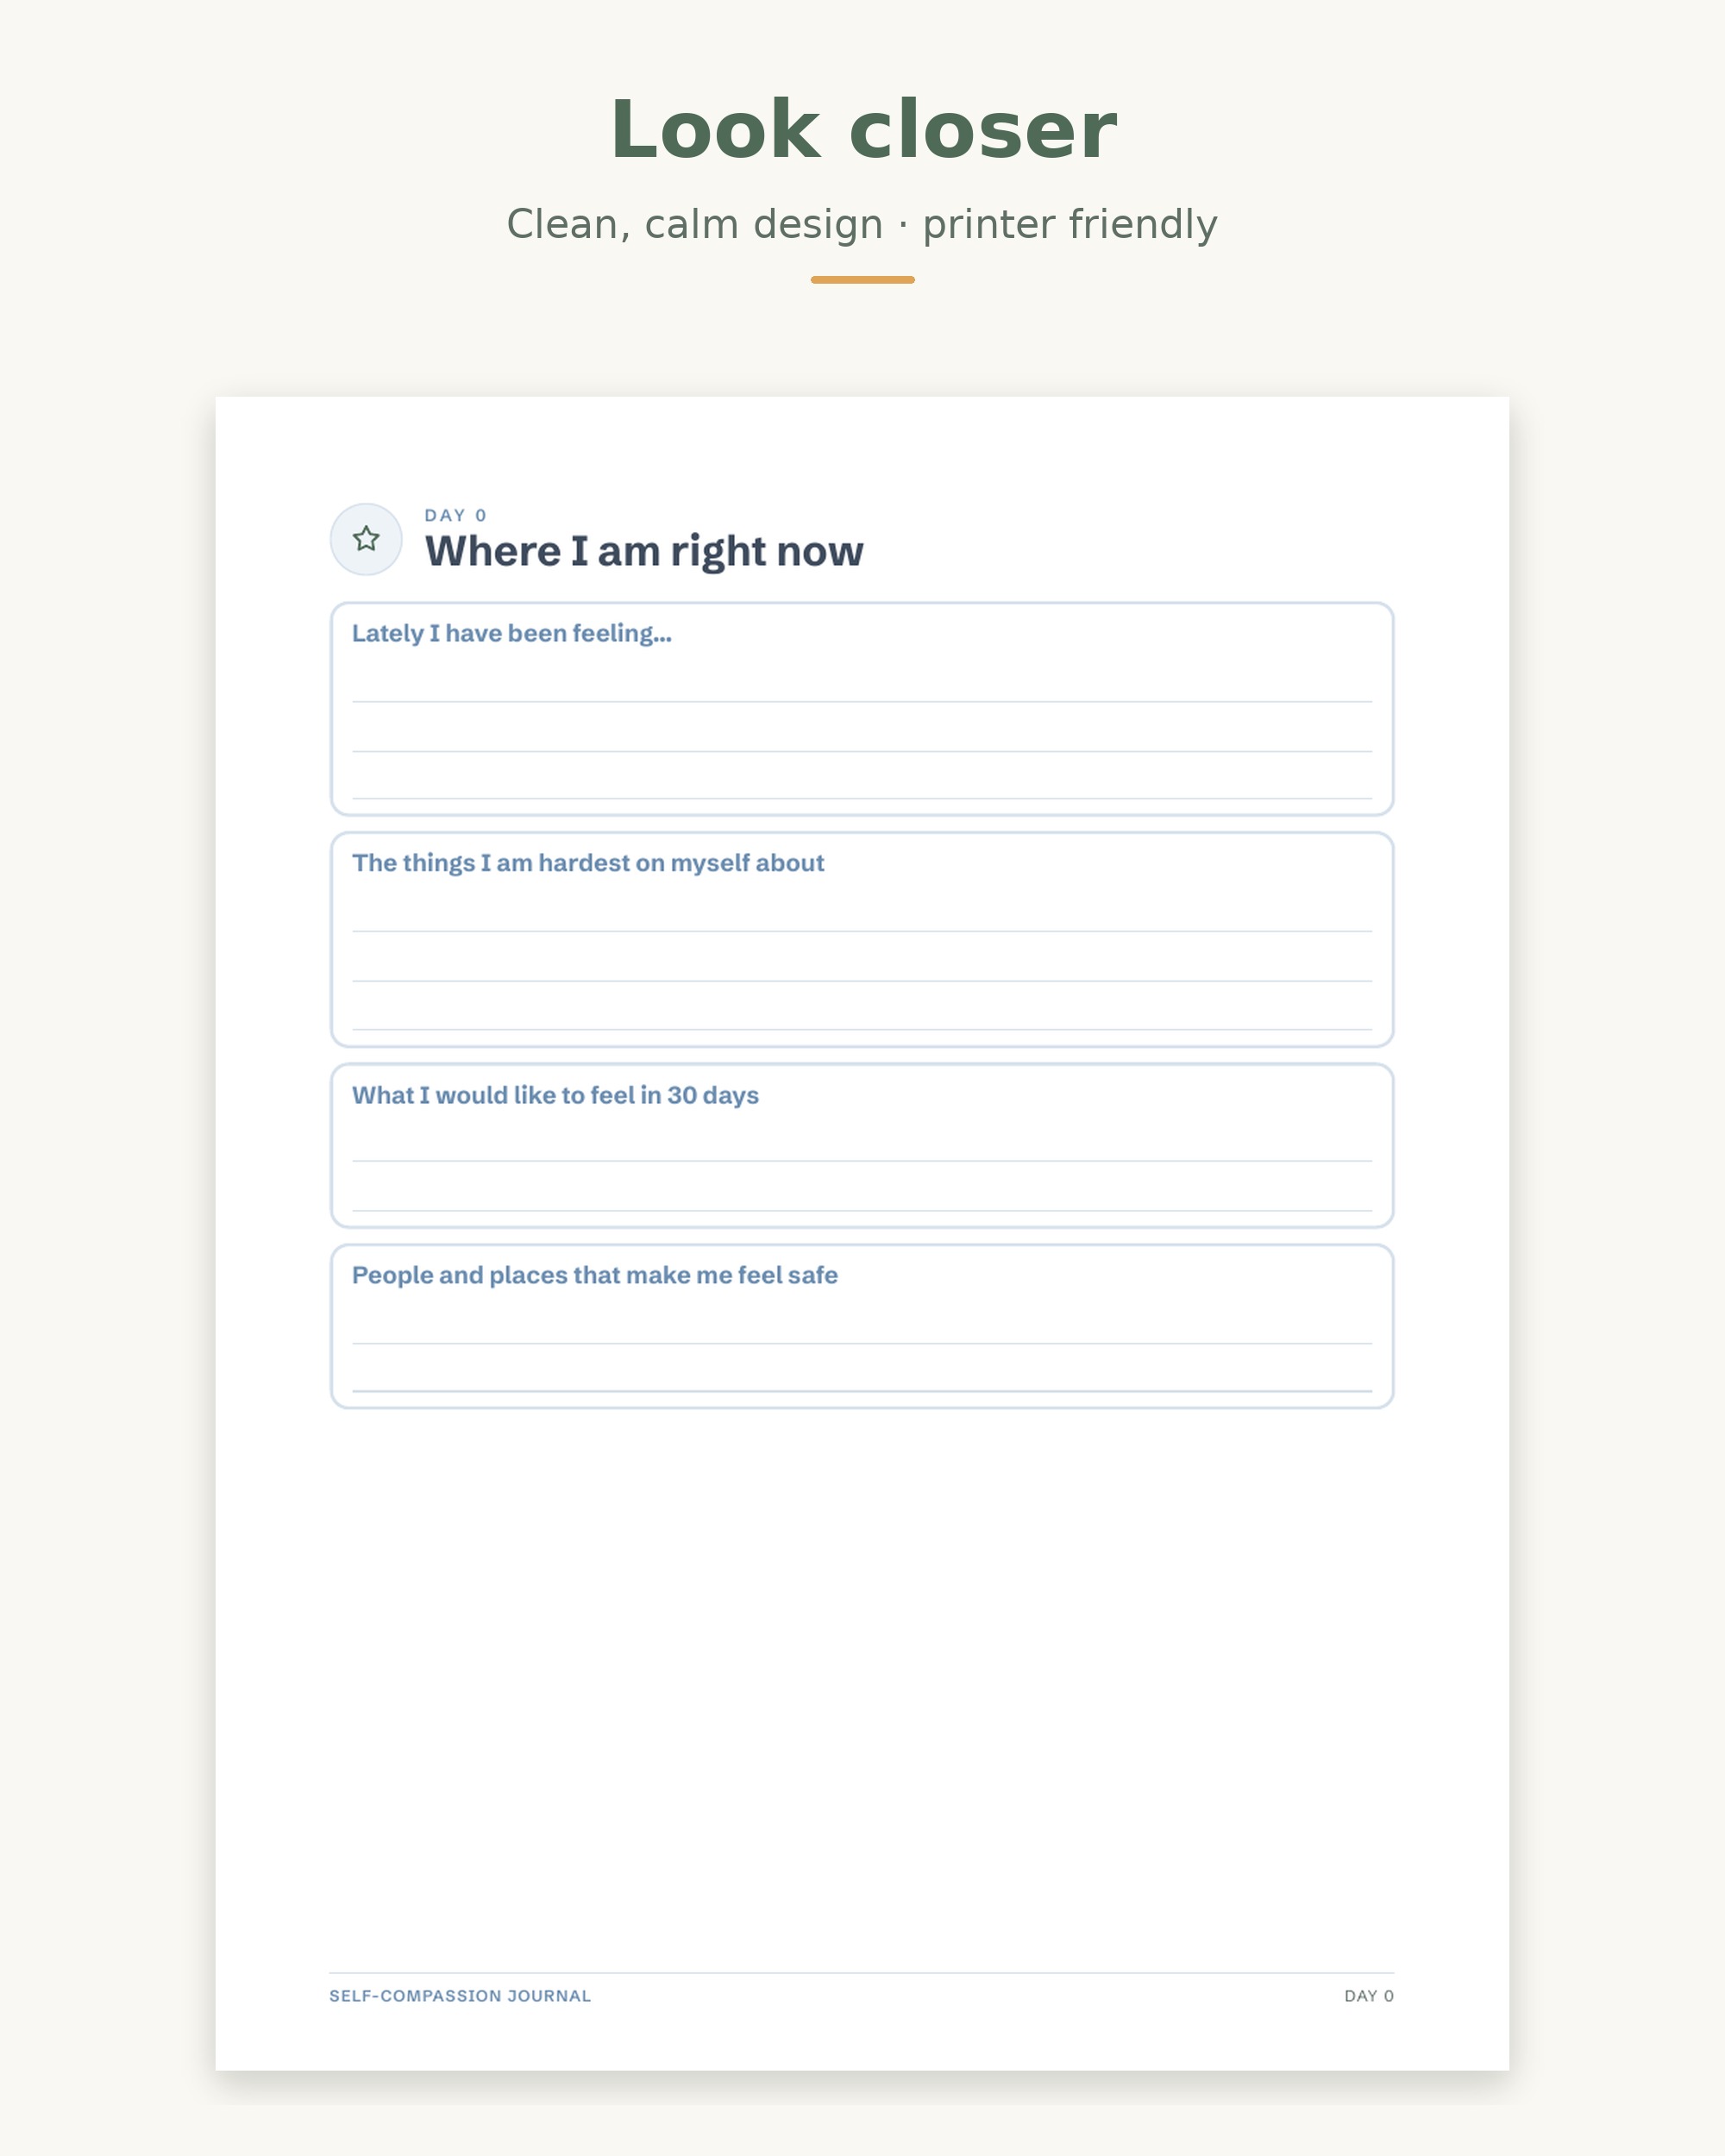 Look closer
Clean, calm design · printer friendly
DAY 0
Where I am right now
Lately I have been feeling...
The things I am hardest on myself about
What I would like to feel in 30 days
People and places that make me feel safe
SELF-COMPASSION JOURNAL
DAY 0